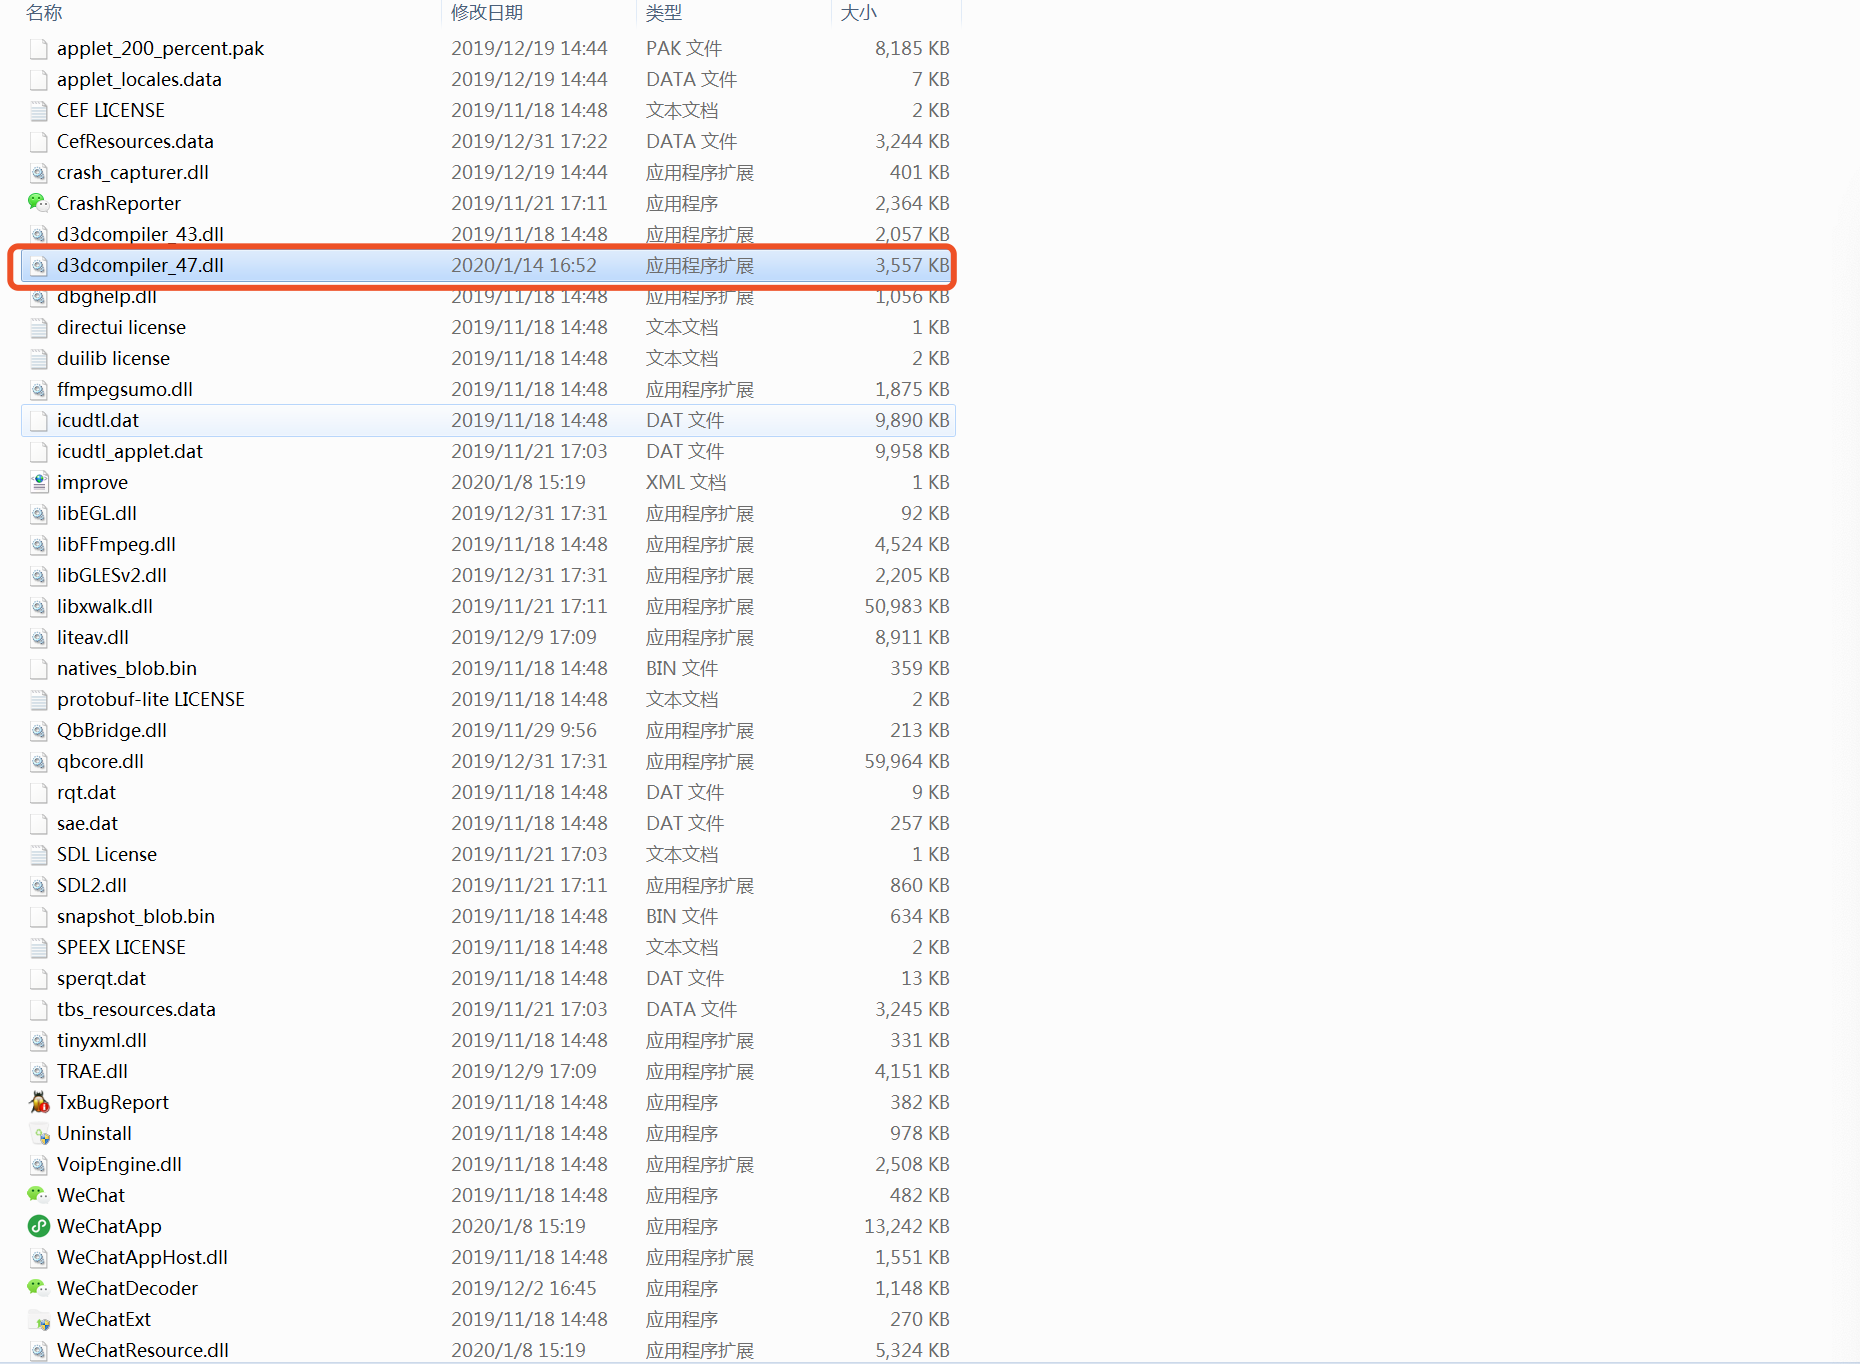 名称 修改日期 类型 大小
applet_200_percent.pak 2019/12/19 14:44 PAK 文件 8,185 KB
applet_locales.data 2019/12/19 14:44 DATA 文件 7 KB
CEF LICENSE 2019/11/18 14:48 文本文档 2 KB
CefResources.data 2019/12/31 17:22 DATA 文件 3,244 KB
crash_capturer.dll 2019/12/19 14:44 应用程序扩展 401 KB
CrashReporter 2019/11/21 17:11 应用程序 2,364 KB
d3dcompiler_43.dll 2019/11/18 14:48 应用程序扩展 2,057 KB
d3dcompiler_47.dll 2020/1/14 16:52 应用程序扩展 3,557 KB
dbghelp.dll 2019/11/18 14:48 应用程序扩展 1,056 KB
directui license 2019/11/18 14:48 文本文档 1 KB
duilib license 2019/11/18 14:48 文本文档 2 KB
ffmpegsumo.dll 2019/11/18 14:48 应用程序扩展 1,875 KB
icudtl.dat 2019/11/18 14:48 DAT 文件 9,890 KB
icudtl_applet.dat 2019/11/21 17:03 DAT 文件 9,958 KB
improve 2020/1/8 15:19 XML 文档 1 KB
libEGL.dll 2019/12/31 17:31 应用程序扩展 92 KB
libFFmpeg.dll 2019/11/18 14:48 应用程序扩展 4,524 KB
libGLESv2.dll 2019/12/31 17:31 应用程序扩展 2,205 KB
libxwalk.dll 2019/11/21 17:11 应用程序扩展 50,983 KB
liteav.dll 2019/12/9 17:09 应用程序扩展 8,911 KB
natives_blob.bin 2019/11/18 14:48 BIN 文件 359 KB
protobuf-lite LICENSE 2019/11/18 14:48 文本文档 2 KB
QbBridge.dll 2019/11/29 9:56 应用程序扩展 213 KB
qbcore.dll 2019/12/31 17:31 应用程序扩展 59,964 KB
rqt.dat 2019/11/18 14:48 DAT 文件 9 KB
sae.dat 2019/11/18 14:48 DAT 文件 257 KB
SDL License 2019/11/21 17:03 文本文档 1 KB
SDL2.dll 2019/11/21 17:11 应用程序扩展 860 KB
snapshot_blob.bin 2019/11/18 14:48 BIN 文件 634 KB
SPEEX LICENSE 2019/11/18 14:48 文本文档 2 KB
sperqt.dat 2019/11/18 14:48 DAT 文件 13 KB
tbs_resources.data 2019/11/21 17:03 DATA 文件 3,245 KB
tinyxml.dll 2019/11/18 14:48 应用程序扩展 331 KB
TRAE.dll 2019/12/9 17:09 应用程序扩展 4,151 KB
TxBugReport 2019/11/18 14:48 应用程序 382 KB
Uninstall 2019/11/18 14:48 应用程序 978 KB
VoipEngine.dll 2019/11/18 14:48 应用程序扩展 2,508 KB
WeChat 2019/11/18 14:48 应用程序 482 KB
WeChatApp 2020/1/8 15:19 应用程序 13,242 KB
WeChatAppHost.dll 2019/11/18 14:48 应用程序扩展 1,551 KB
WeChatDecoder 2019/12/2 16:45 应用程序 1,148 KB
WeChatExt 2019/11/18 14:48 应用程序 270 KB
WeChatResource.dll 2020/1/8 15:19 应用程序扩展 5,324 KB